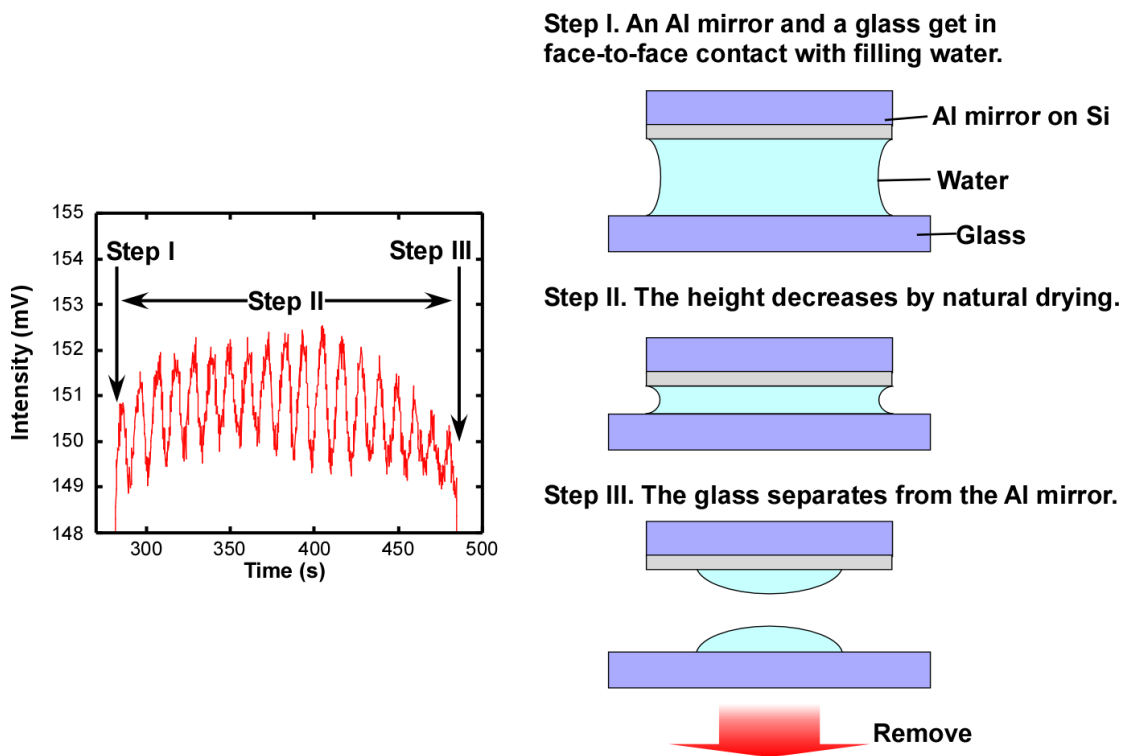 Step I. An Al mirror and a glass get in
face-to-face contact with filling water.
Al mirror on Si
Water
Glass
Step II. The height decreases by natural drying.
Step III. The glass separates from the Al mirror.
Remove
155
154
153
152
151
150
149
148
Intensity (mV)
Step I
Step III
Step II
300
350
400
450
500
Time (s)